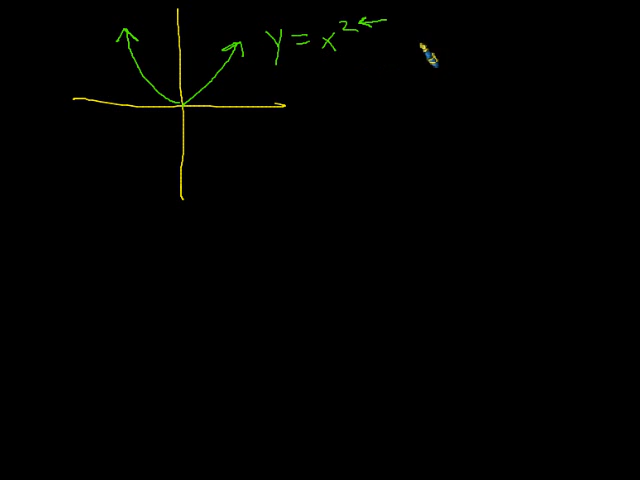 y = x²